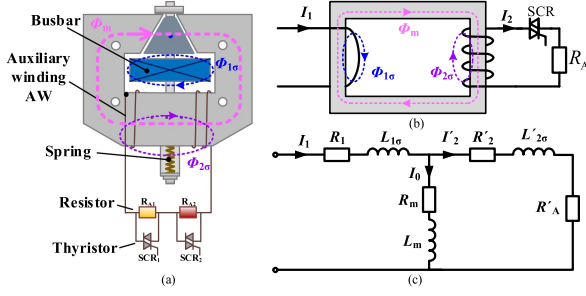 Φm
Busbar
Φ1σ
Auxiliary
winding
AW
Φ2σ
Spring
Resistor
RA1
RA2
Thyristor
SCR1
SCR2
(a)
I1
Φm
I2
SCR
Φ1σ
Φ2σ
RA
(b)
I1
R1
L1σ
I′2
R′2
L′2σ
I0
Rm
R′A
Lm
(c)